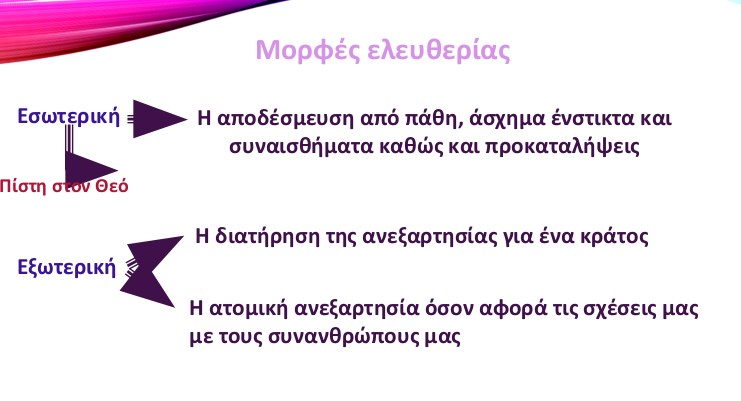 Μορφές ελευθερίας
Εσωτερική
Η αποδέσμευση από πάθη, άσχημα ένστικτα και
συναισθήματα καθώς και προκαταλήψεις
Πίστη στον Θεό
Η διατήρηση της ανεξαρτησίας για ένα κράτος
Εξωτερική
Η ατομική ανεξαρτησία όσον αφορά τις σχέσεις μας
με τους συνανθρώπους μας